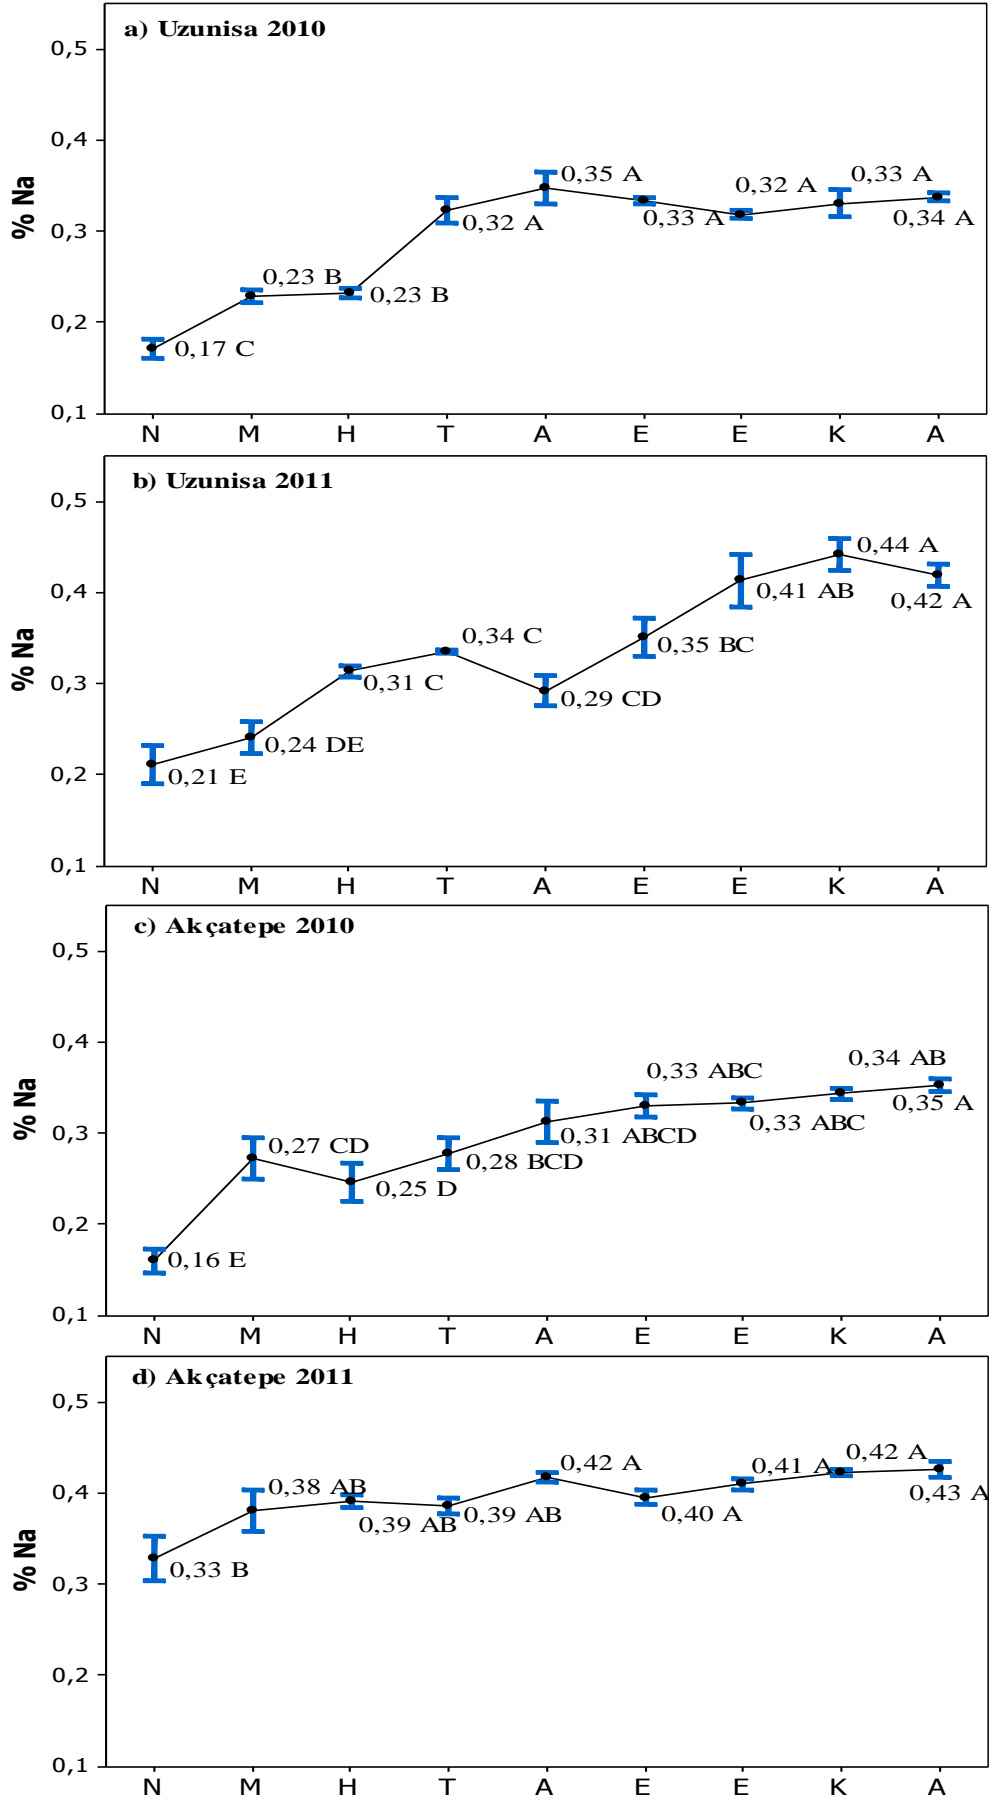 a) Uzunisa 2010
0,5
0,4
0,3
0,2
0,1
% Na
0,17 C
0,23 B
0,23 B
0,32 A
0,35 A
0,33 A
0,32 A
0,33 A
0,34 A
N M H T A E E K A
b) Uzunisa 2011
0,5
0,4
0,3
0,2
0,1
% Na
0,21 E
0,24 DE
0,31 C
0,34 C
0,29 CD
0,35 BC
0,41 AB
0,44 A
0,42 A
N M H T A E E K A
c) Akçatepe 2010
0,5
0,4
0,3
0,2
0,1
% Na
0,16 E
0,27 CD
0,25 D
0,28 BCD
0,31 ABCD
0,33 ABC
0,33 ABC
0,34 AB
0,35 A
N M H T A E E K A
d) Akçatepe 2011
0,5
0,4
0,3
0,2
0,1
% Na
0,33 B
0,38 AB
0,39 AB
0,39 AB
0,42 A
0,40 A
0,41 A
0,42 A
0,43 A
N M H T A E E K A